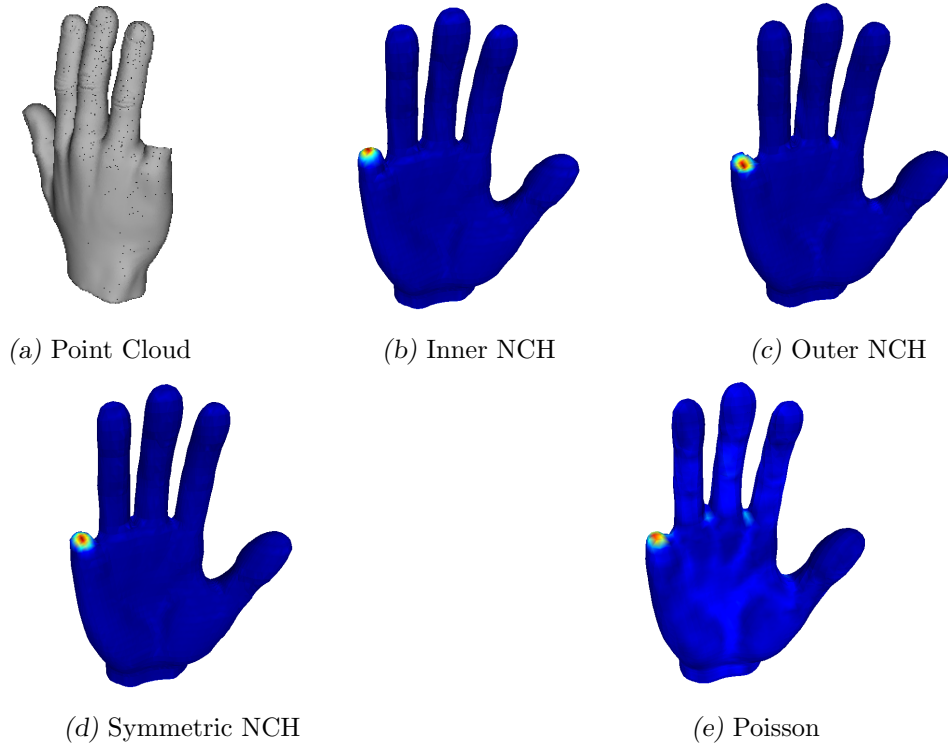 (a) Point Cloud
(b) Inner NCH
(c) Outer NCH
(d) Symmetric NCH
(e) Poisson